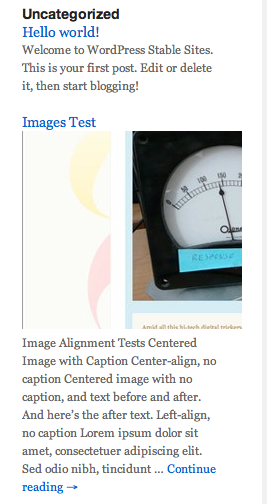 Uncategorized
Hello world!
Welcome to WordPress Stable Sites.
This is your first post. Edit or delete
it, then start blogging!
Images Test
0 50 100 150 200
RESPONSE
Amid all this hi-tech digital
Image Alignment Tests Centered
Image with Caption Center-align, no
caption Centered image with no
caption, and text before and after.
And here's the after text. Left-align,
no caption Lorem ipsum dolor sit
amet, consectetuer adipiscing elit.
Sed odio nibh, tincidunt ... Continue
reading →